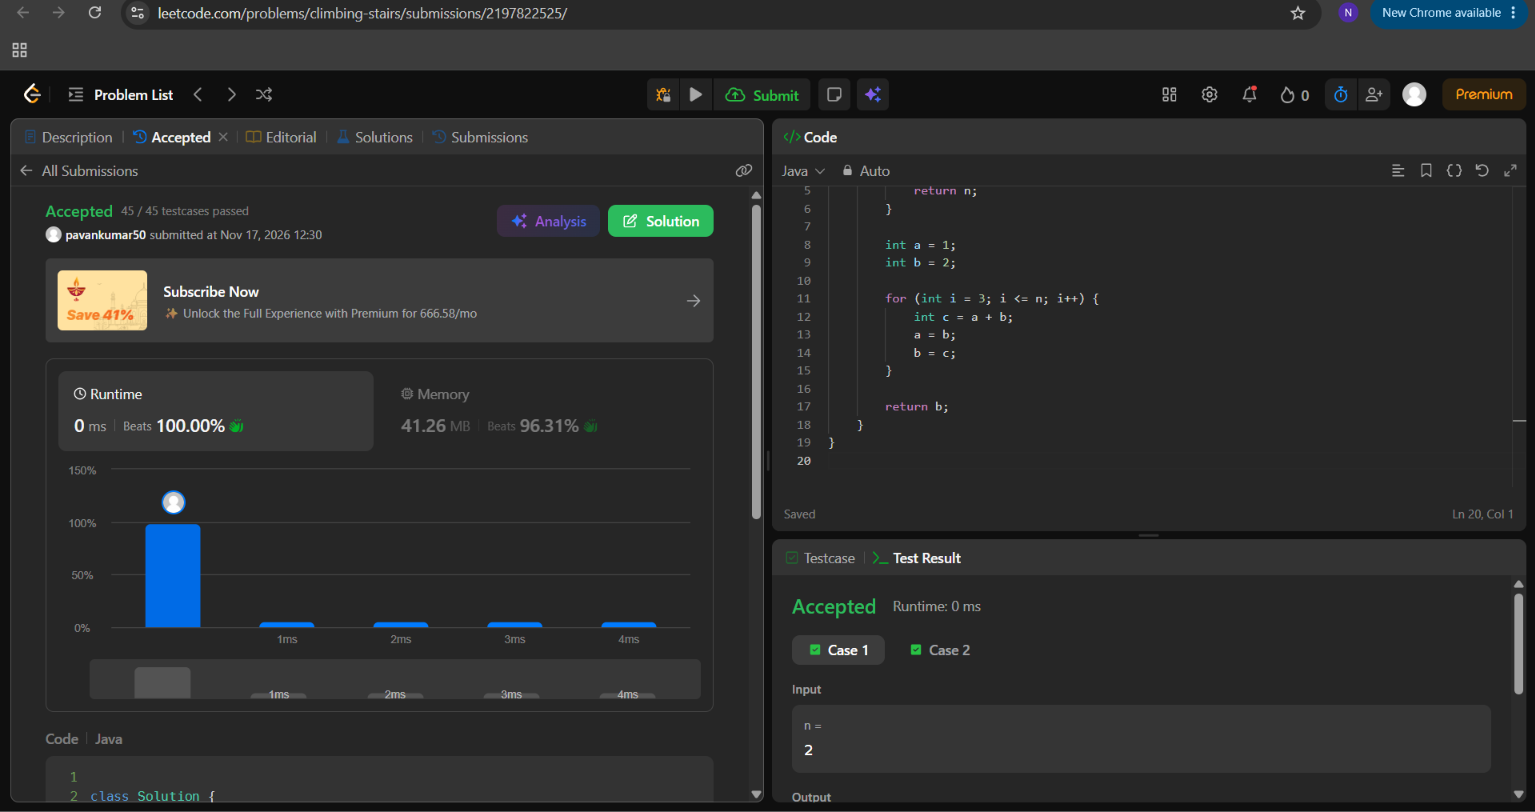 leetcode.com/problems/climbing-stairs/submissions/2197822525/
N
New Chrome available
Problem List
Submit
0
Premium
Description
Accepted
Editorial
Solutions
Submissions
All Submissions
Accepted 45 / 45 testcases passed
pavankumar50 submitted at Nov 17, 2026 12:30
Analysis
Solution
Save 41%
Subscribe Now
✨ Unlock the Full Experience with Premium for 666.58/mo
Runtime
0 ms Beats 100.00%
Memory
41.26 MB Beats 96.31%
150%
100%
50%
0%
1ms 2ms 3ms 4ms
1ms 2ms 3ms 4ms
Code Java
1
2 class Solution {
</> Code
Java Auto
5 return n;
6 }
7
8 int a = 1;
9 int b = 2;
10
11 for (int i = 3; i <= n; i++) {
12 int c = a + b;
13 a = b;
14 b = c;
15 }
16
17 return b;
18 }
19 }
20
Saved
Ln 20, Col 1
Testcase
>_ Test Result
Accepted Runtime: 0 ms
Case 1 Case 2
Input
n =
2
Output